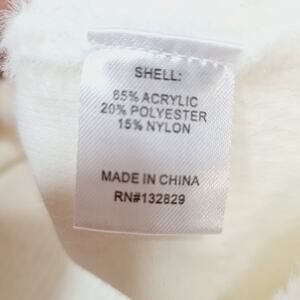 SHELL:
65% ACRYLIC
20% POLYESTER
15% NYLON
MADE IN CHINA
RN#132829